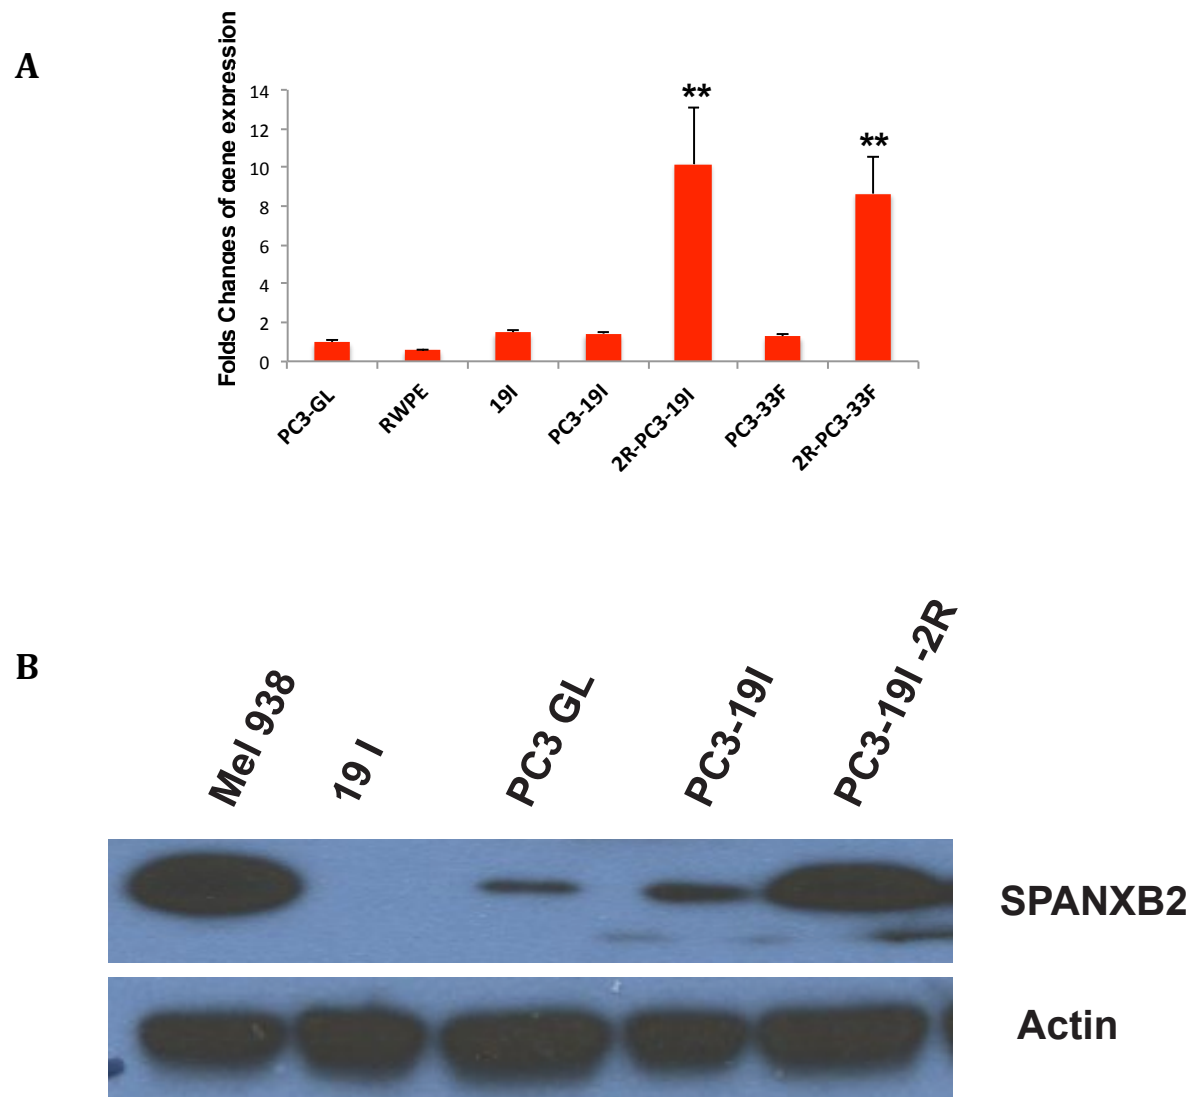 A
Folds Changes of gene expression
14
12
10
8
6
4
2
0
**
**
PC3-GL
RWPE
19I
PC3-19I
2R-PC3-19I
PC3-33F
2R-PC3-33F
B
Mel 938
19 I
PC3 GL
PC3-19I
PC3-19I -2R
SPANXB2
Actin